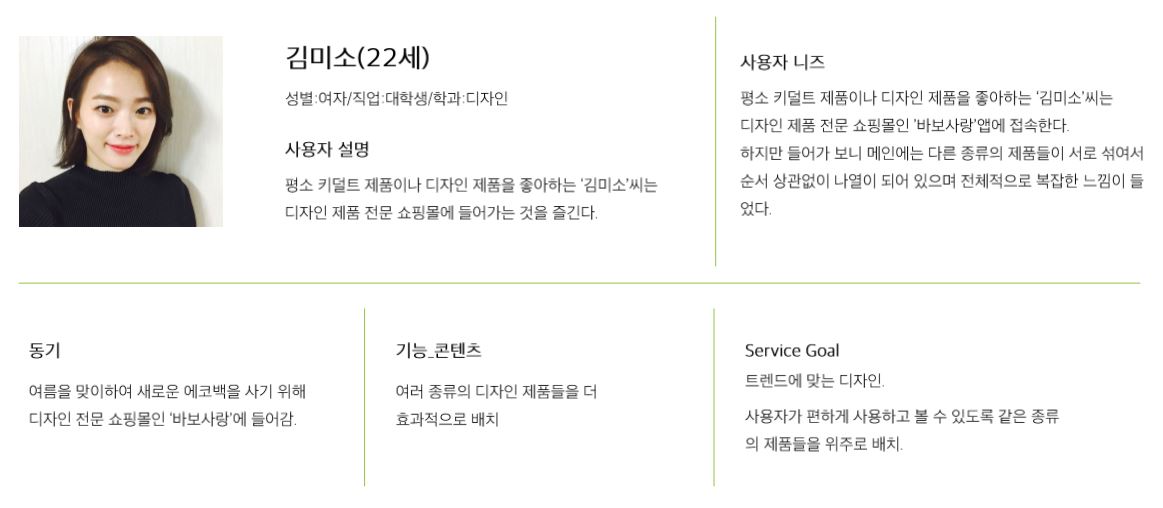 김미소(22세)
성별:여자/직업:대학생/학과:디자인
사용자 설명
평소 키덜트 제품이나 디자인 제품을 좋아하는 ‘김미소’씨는
디자인 제품 전문 쇼핑몰에 들어가는 것을 즐긴다.
사용자 니즈
평소 키덜트 제품이나 디자인 제품을 좋아하는 ‘김미소’씨는
디자인 제품 전문 쇼핑몰인 ’바보사랑’앱에 접속한다.
하지만 들어가 보니 메인에는 다른 종류의 제품들이 서로 섞여서
순서 상관없이 나열이 되어 있으며 전체적으로 복잡한 느낌이 들
었다.
동기
여름을 맞이하여 새로운 에코백을 사기 위해
디자인 전문 쇼핑몰인 ‘바보사랑’에 들어감.
기능_콘텐츠
여러 종류의 디자인 제품들을 더
효과적으로 배치
Service Goal
트렌드에 맞는 디자인.
사용자가 편하게 사용하고 볼 수 있도록 같은 종류
의 제품들을 위주로 배치.